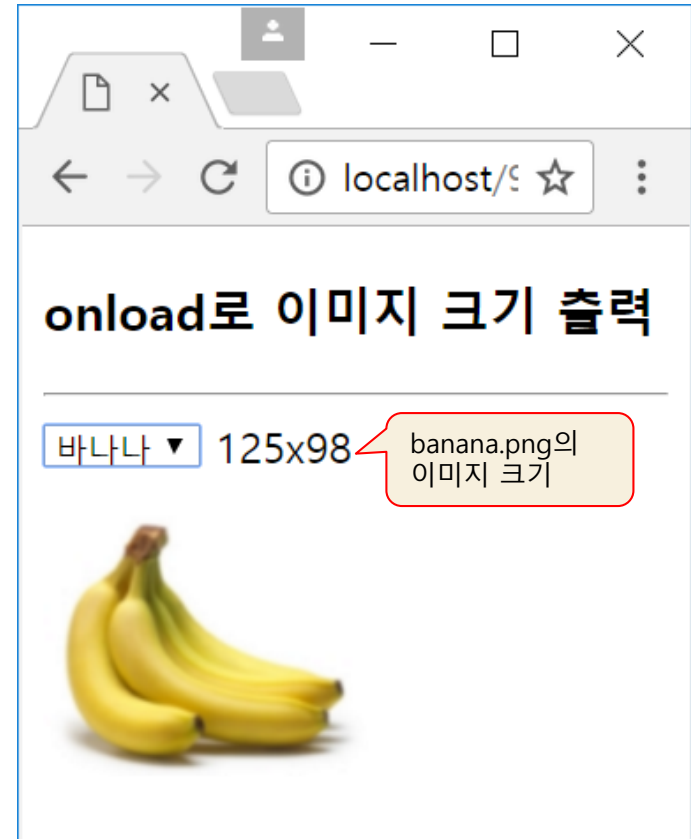 localhost/9
onload로 이미지 크기 출력
바나나 ▼ 125x98
banana.png의
이미지 크기